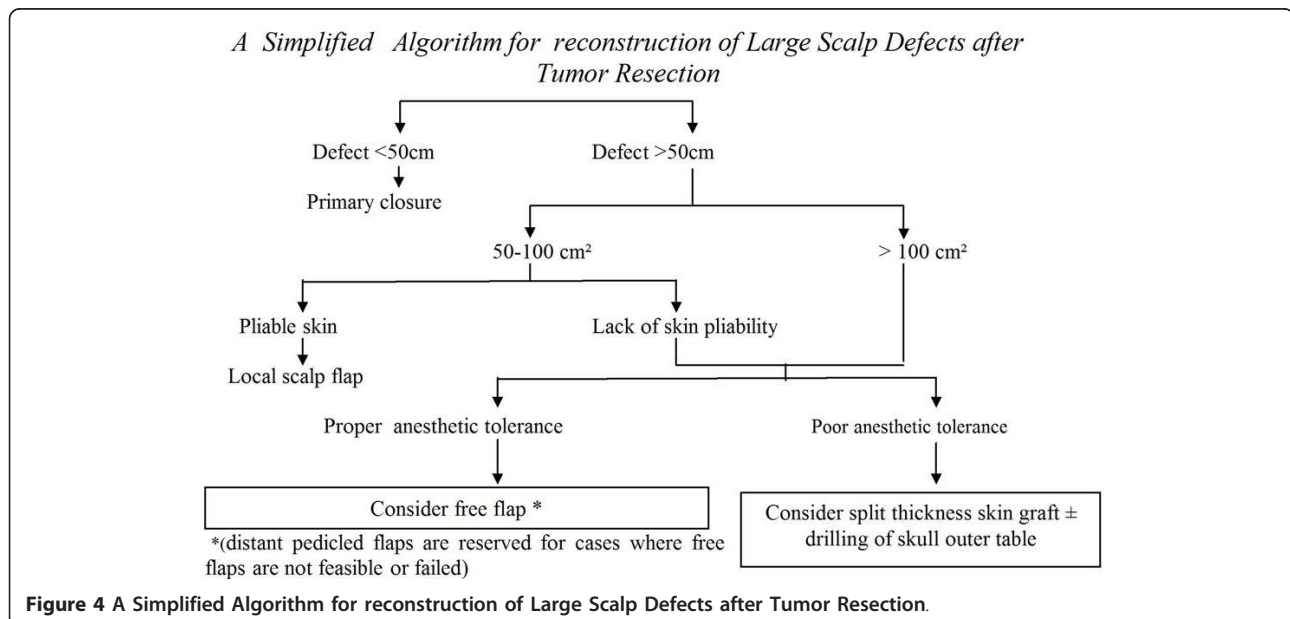 A Simplified Algorithm for reconstruction of Large Scalp Defects after
Tumor Resection
Defect <50cm
Defect >50cm
Primary closure
50-100 cm²
> 100 cm²
Pliable skin
Lack of skin pliability
Local scalp flap
Proper anesthetic tolerance
Poor anesthetic tolerance
Consider free flap *
*(distant pedicled flaps are reserved for cases where free
flaps are not feasible or failed)
Consider split thickness skin graft ±
drilling of skull outer table
Figure 4 A Simplified Algorithm for reconstruction of Large Scalp Defects after Tumor Resection.